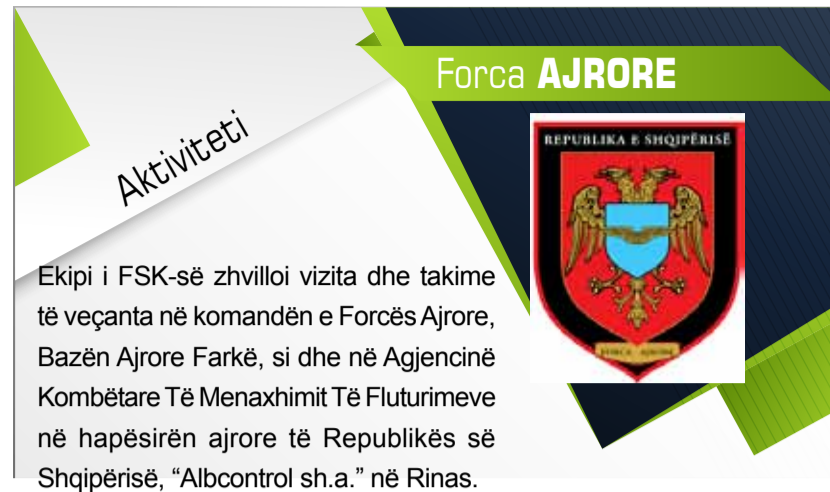 Forca AJRORE
Aktiviteti
REPUBLIKA E SHQIPËRISË
FORCA AJRORE
Ekipi i FSK-së zhvilloi vizita dhe takime
të veçanta në komandën e Forcës Ajrore,
Bazën Ajrore Farkë, si dhe në Agjencinë
Kombëtare Të Menaxhimit Të Fluturimeve
në hapësirën ajrore të Republikës së
Shqipërisë, “Albcontrol sh.a.” në Rinas.